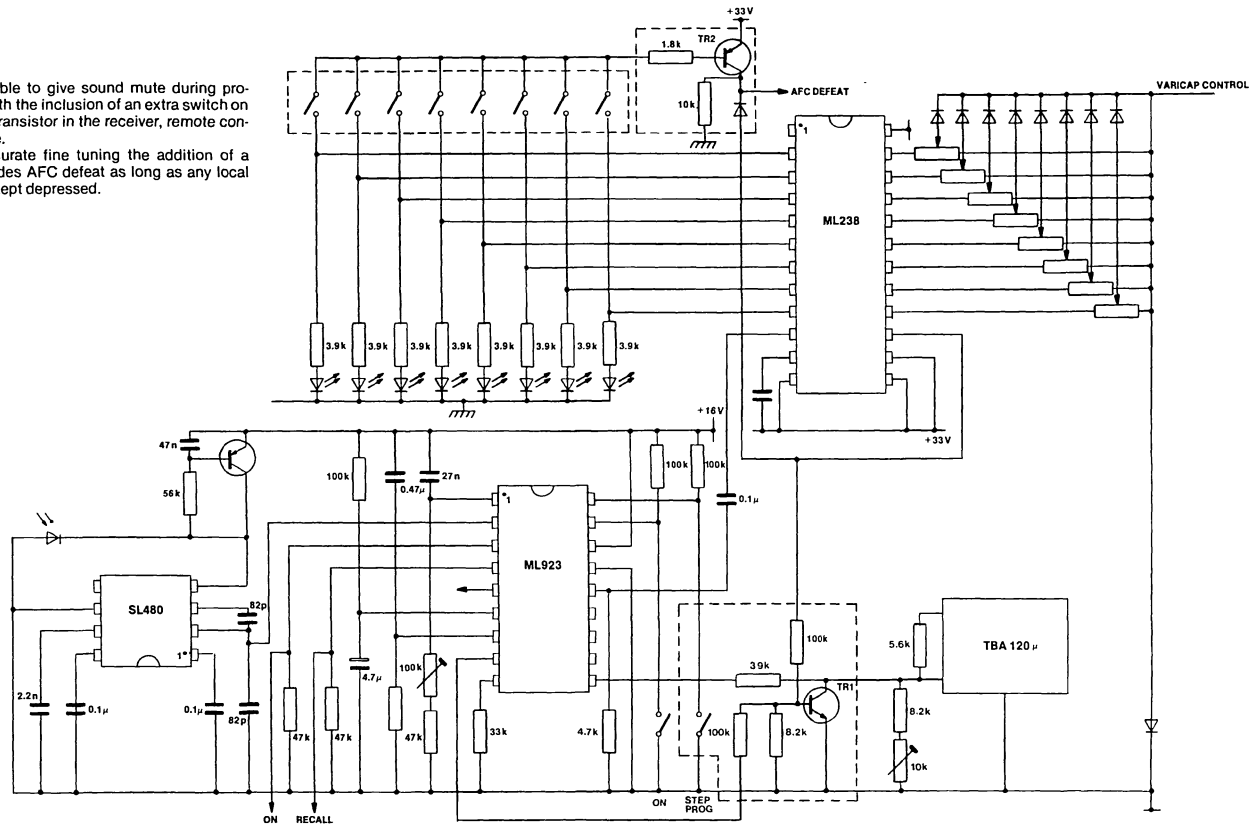 ble to give sound mute during pro-
th the inclusion of an extra switch on
ransistor in the receiver, remote con-
e.
urate fine tuning the addition of a
des AFC defeat as long as any local
ept depressed.
+33V
TR2
1.8k
10k
AFC DEFEAT
VARICAP CONTROL
1
ML238
3.9k
3.9k
3.9k
3.9k
3.9k
3.9k
3.9k
3.9k
+33V
+16V
47n
56k
100k
0.47μ
27n
100k
100k
0.1μ
1
ML923
SL480
1
82p
82p
2.2n
0.1μ
0.1μ
47k
47k
4.7μ
100k
47k
33k
4.7k
100k
39k
TR1
100k
8.2k
5.6k
TBA 120μ
8.2k
10k
ON
RECALL
ON
STEP
PROG